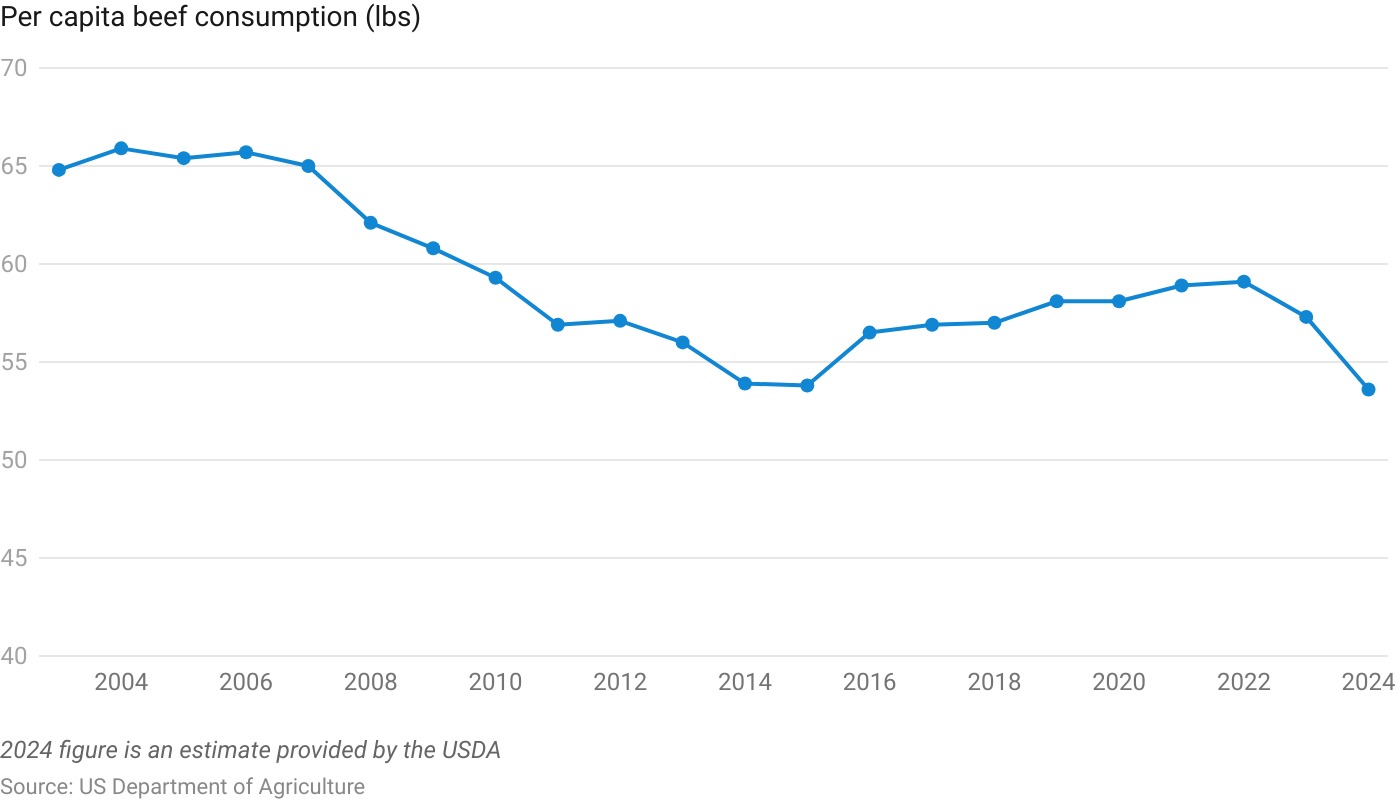 Per capita beef consumption (lbs)
70
65
60
55
50
45
40
2004 2006 2008 2010 2012 2014 2016 2018 2020 2022 2024
2024 figure is an estimate provided by the USDA
Source: US Department of Agriculture